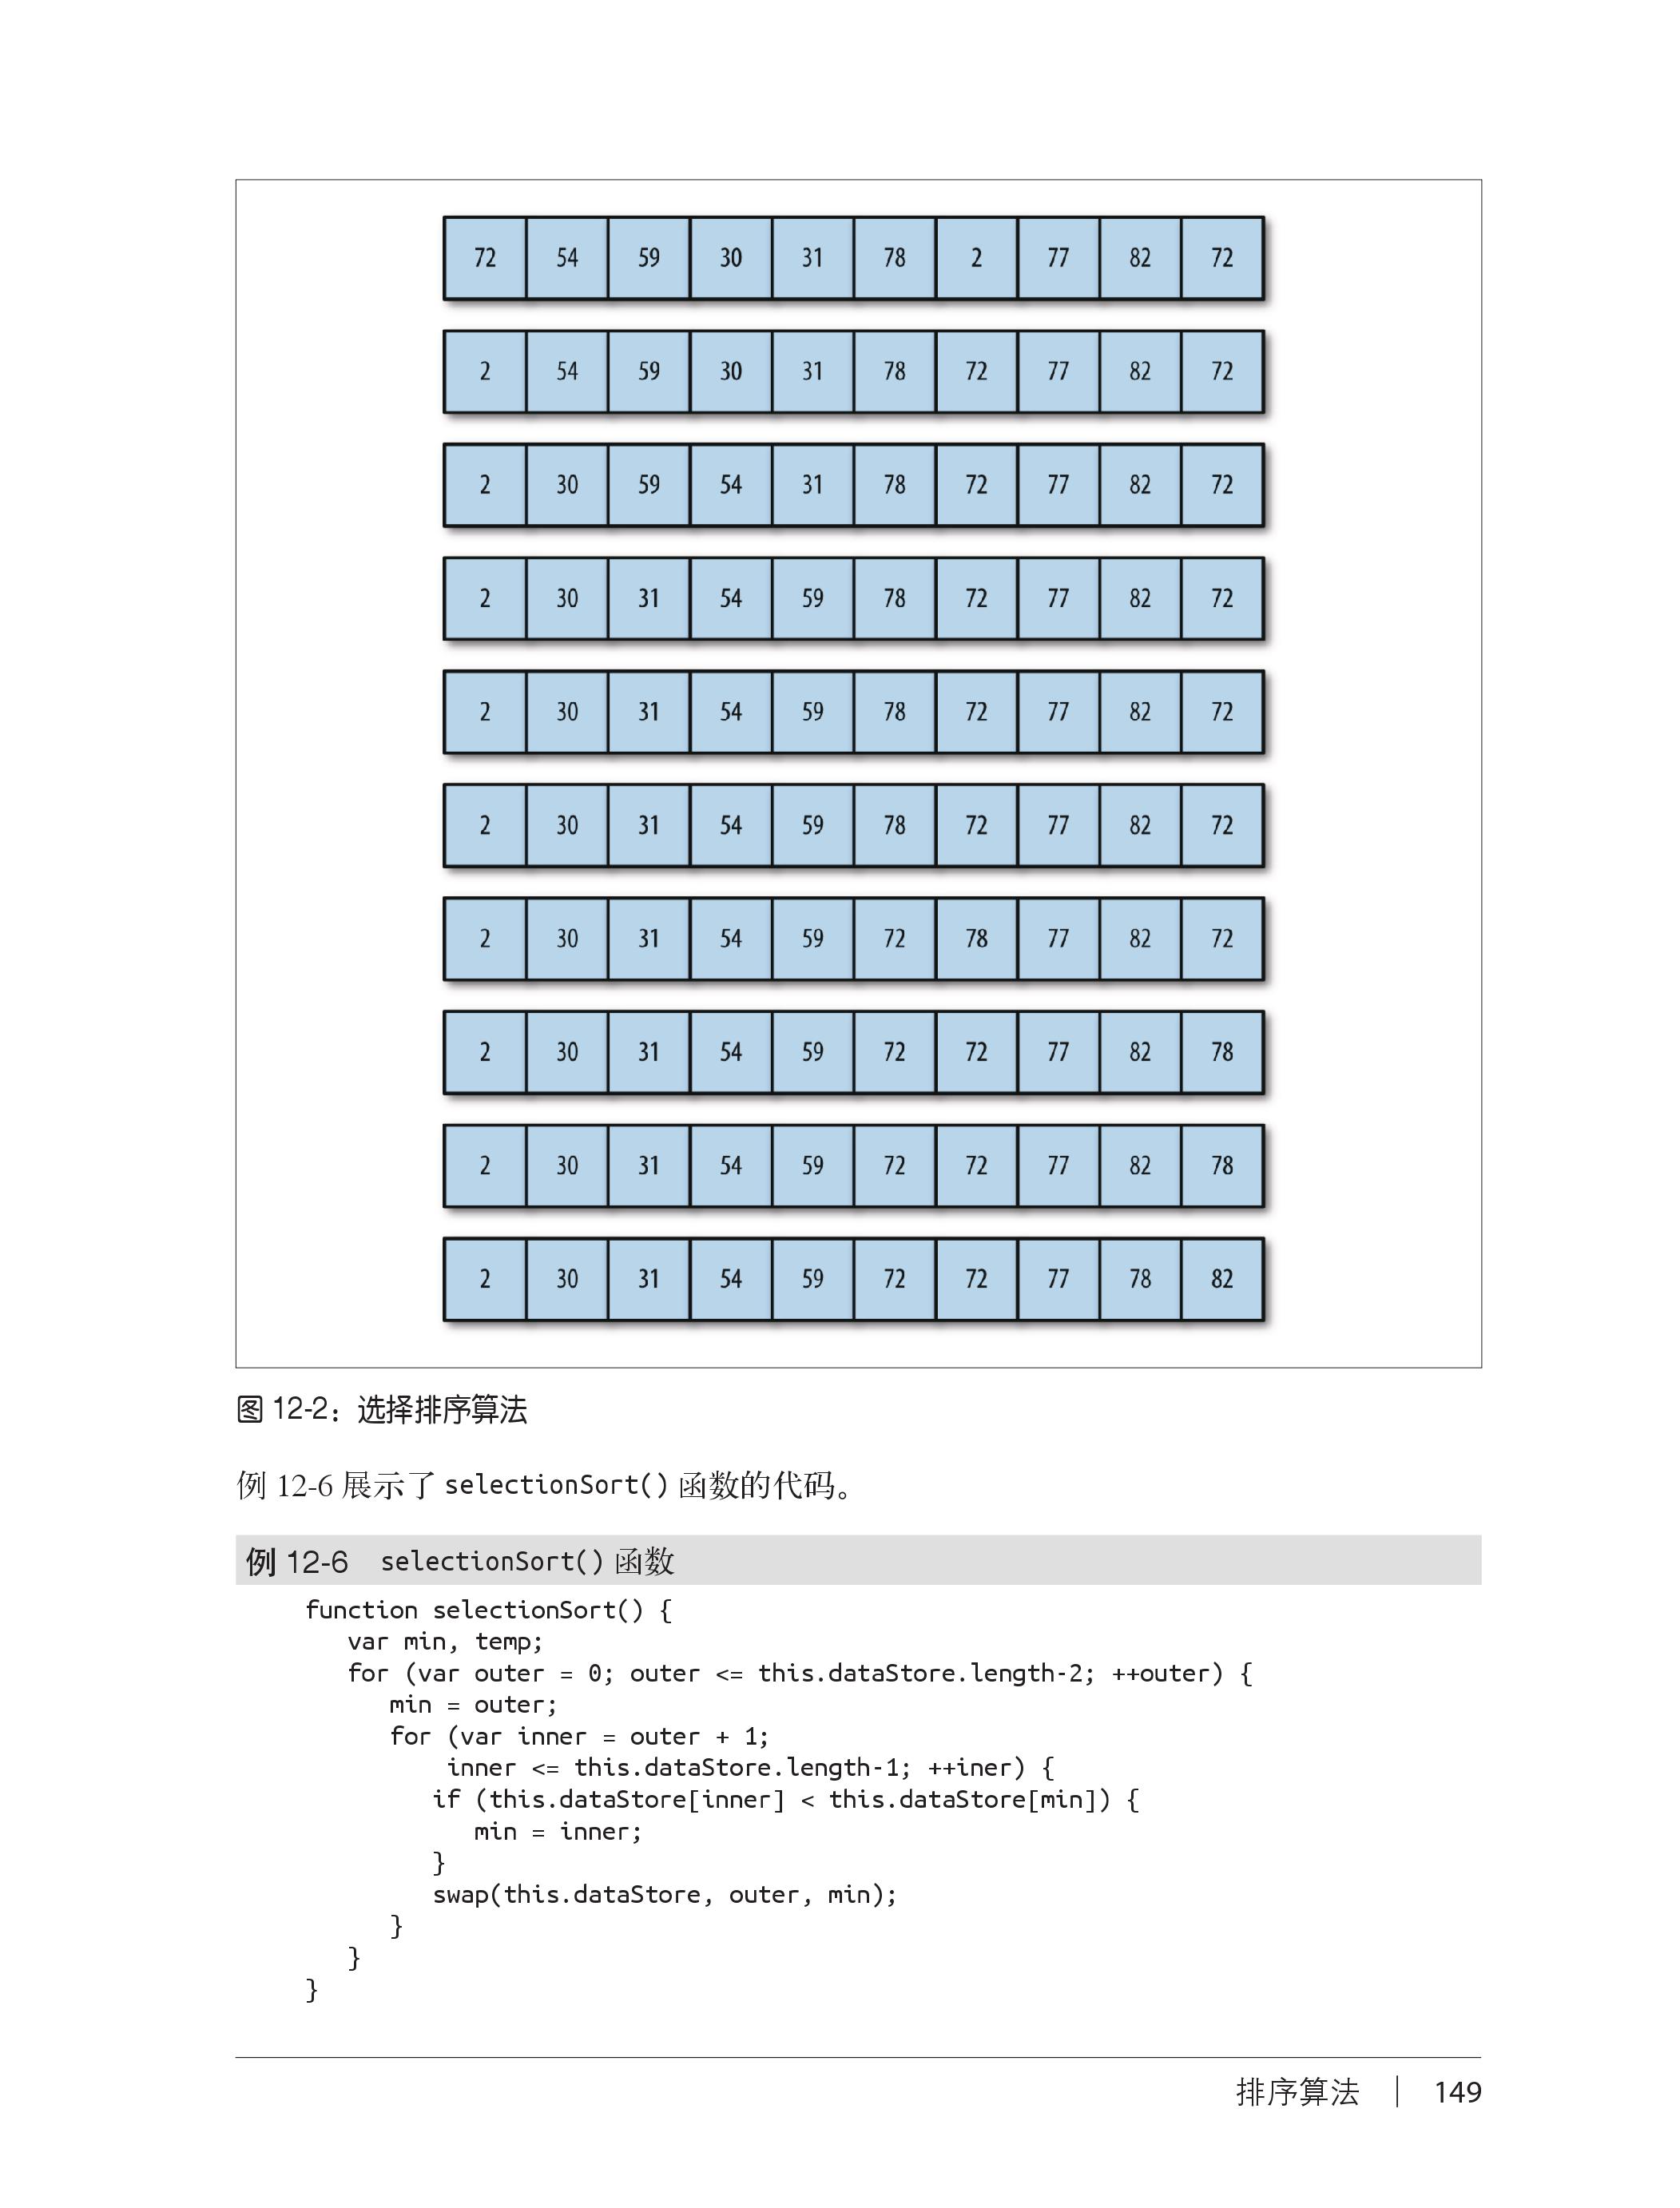 72 54 59 30 31 78 2 77 82 72
2 54 59 30 31 78 72 77 82 72
2 30 59 54 31 78 72 77 82 72
2 30 31 54 59 78 72 77 82 72
2 30 31 54 59 78 72 77 82 72
2 30 31 54 59 78 72 77 82 72
2 30 31 54 59 72 78 77 82 72
2 30 31 54 59 72 72 77 82 78
2 30 31 54 59 72 72 77 82 78
2 30 31 54 59 72 72 77 78 82
图 12-2：选择排序算法
例 12-6 展示了 selectionSort() 函数的代码。
例 12-6 selectionSort() 函数
function selectionSort() {
   var min, temp;
   for (var outer = 0; outer <= this.dataStore.length-2; ++outer) {
      min = outer;
      for (var inner = outer + 1;
          inner <= this.dataStore.length-1; ++iner) {
         if (this.dataStore[inner] < this.dataStore[min]) {
            min = inner;
         }
         swap(this.dataStore, outer, min);
      }
   }
}
排序算法 | 149